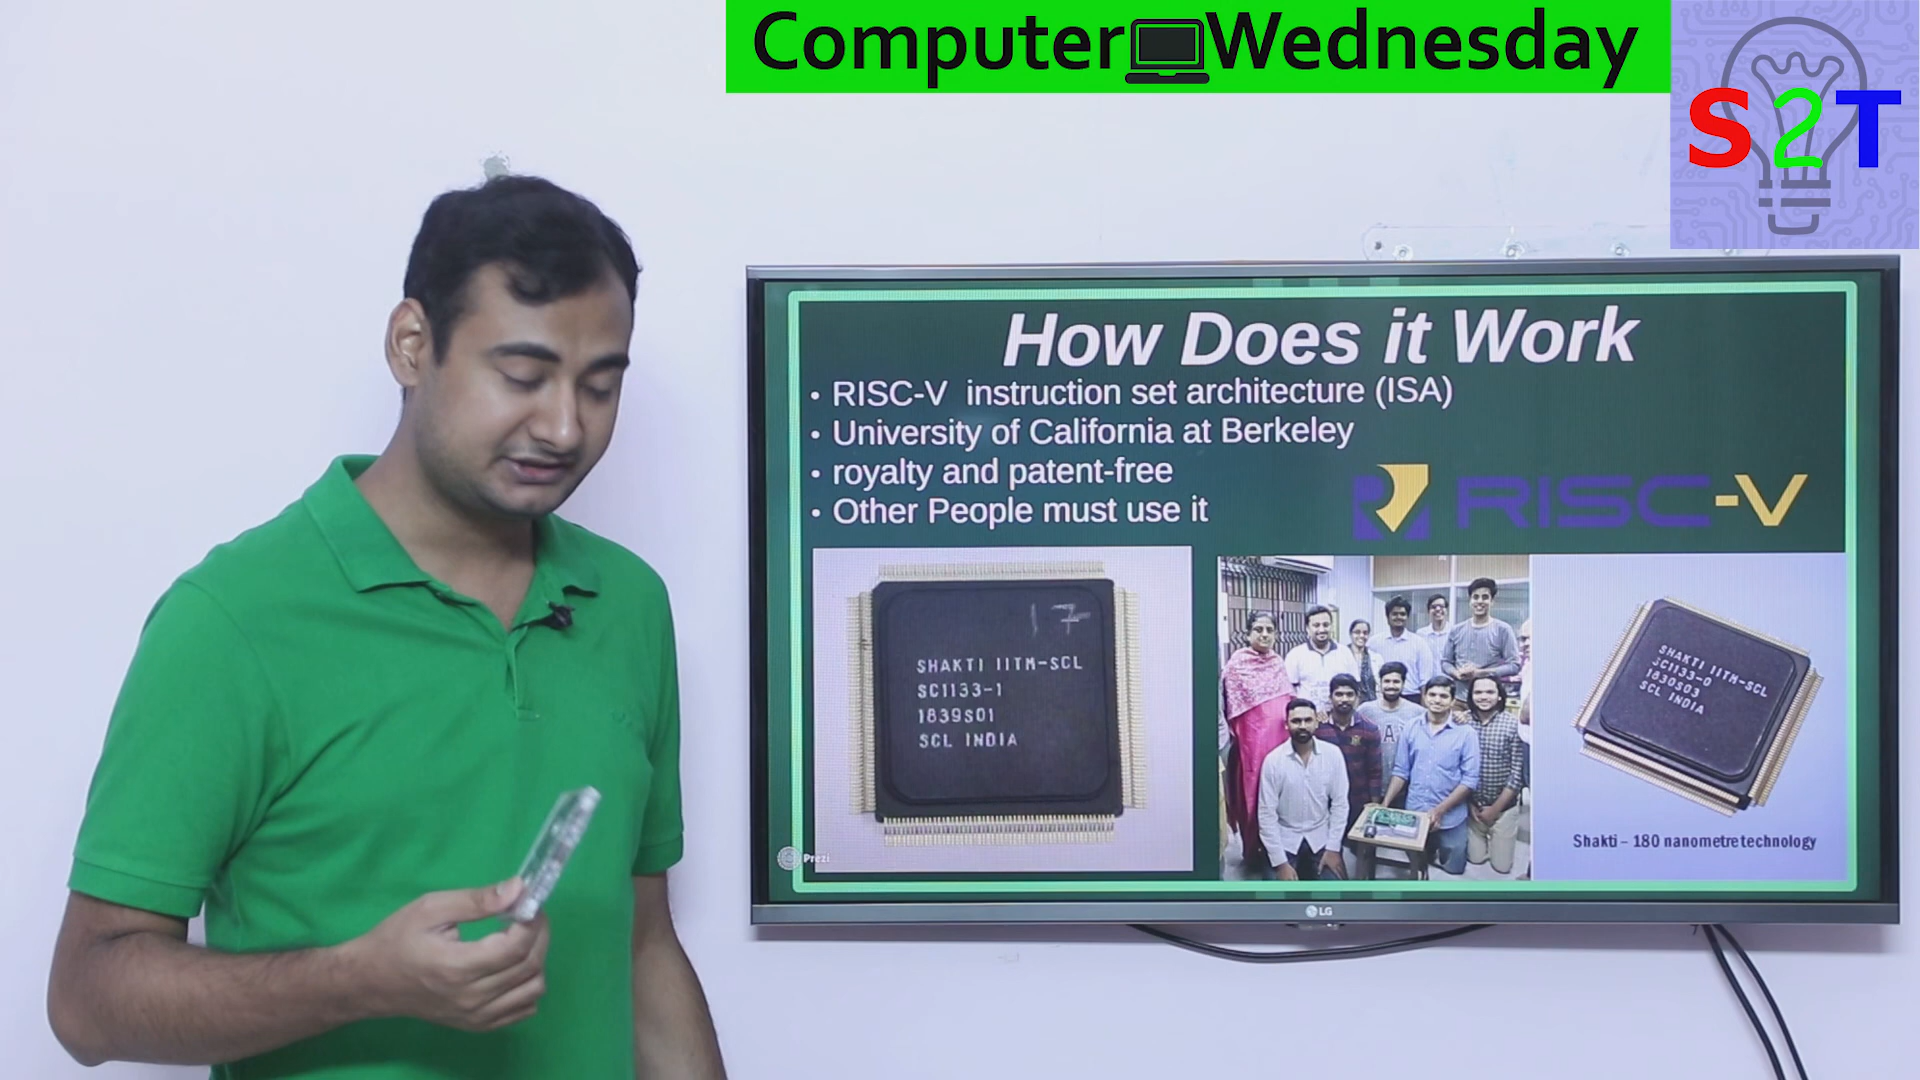 Computer Wednesday
S2T
How Does it Work
• RISC-V instruction set architecture (ISA)
• University of California at Berkeley
• royalty and patent-free
• Other People must use it
RISC-V
17
SHAKTI IITM-SCL
SC1133-1
1839S01
SCL INDIA
SHAKTI IITM-SCL
SC1133-0
1830S03
SCL INDIA
Shakti – 180 nanometre technology
Prezi
LG